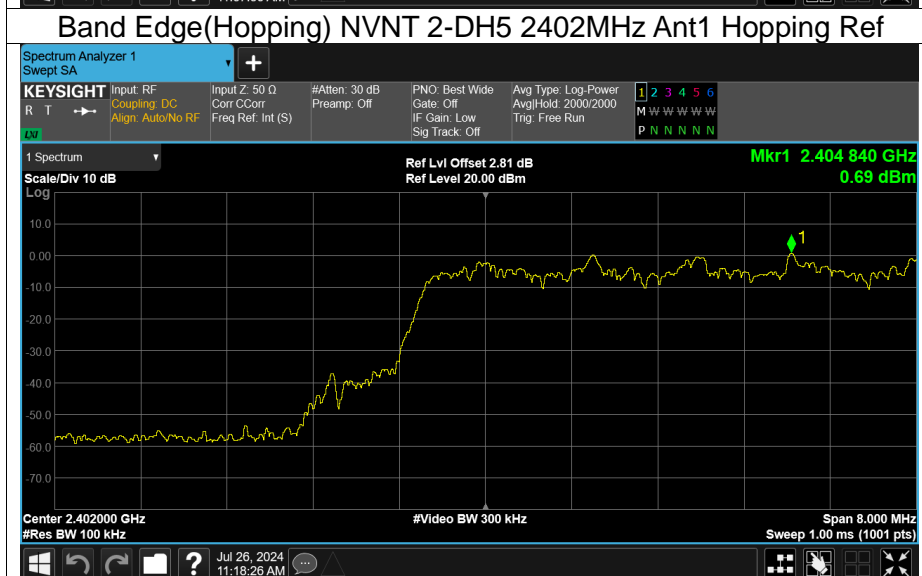 Band Edge(Hopping) NVNT 2-DH5 2402MHz Ant1 Hopping Ref
Spectrum Analyzer 1
Swept SA
+
KEYSIGHT Input: RF Input Z: 50 Ω #Atten: 30 dB PNO: Best Wide Avg Type: Log-Power 1 2 3 4 5 6
R T Coupling: DC Corr CCorr Preamp: Off Gate: Off Avg|Hold: 2000/2000 M W W W W W
Align: Auto/No RF Freq Ref: Int (S) IF Gain: Low Trig: Free Run
LXI Sig Track: Off P N N N N N
1 Spectrum Ref Lvl Offset 2.81 dB Mkr1 2.404 840 GHz
Scale/Div 10 dB Ref Level 20.00 dBm 0.69 dBm
Log
10.0
1
0.00
-10.0
-20.0
-30.0
-40.0
-50.0
-60.0
-70.0
Center 2.402000 GHz #Video BW 300 kHz Span 8.000 MHz
#Res BW 100 kHz Sweep 1.00 ms (1001 pts)
? Jul 26, 2024
11:18:26 AM